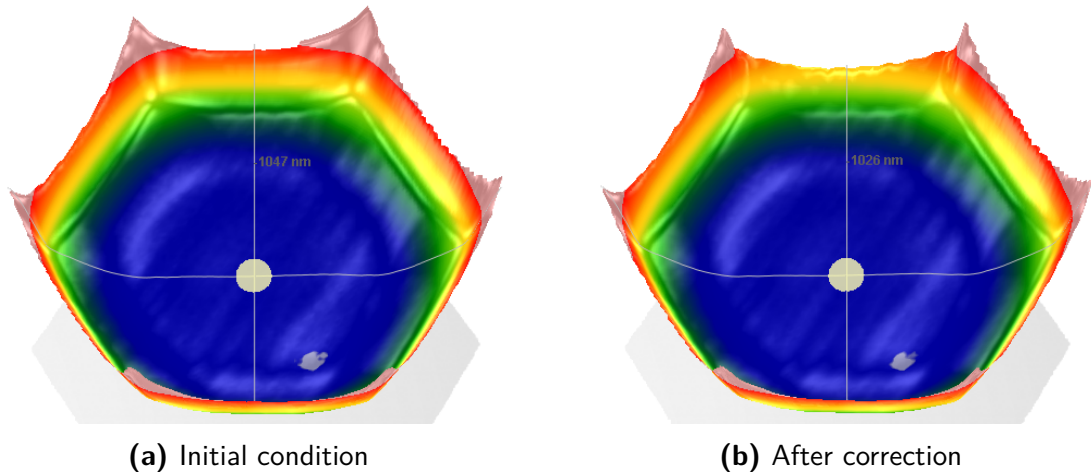 1047 nm
1026 nm
(a) Initial condition
(b) After correction